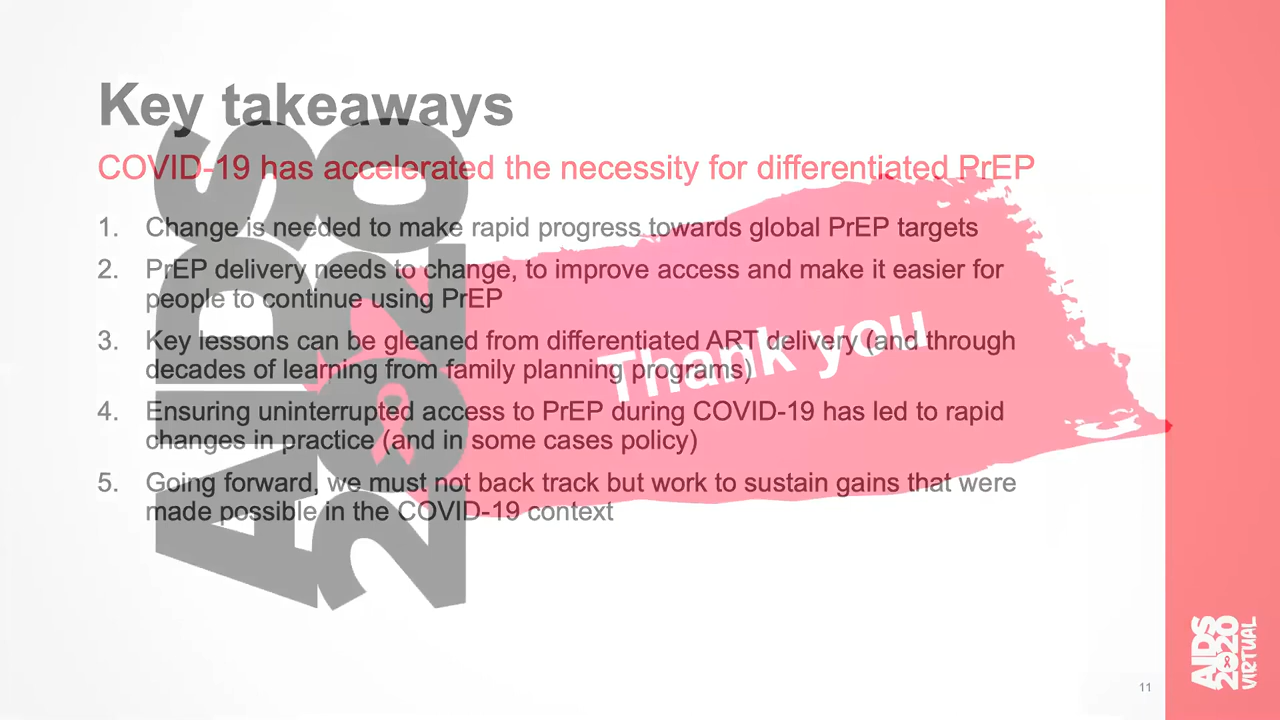 Key takeaways
COVID-19 has accelerated the necessity for differentiated PrEP
1. Change is needed to make rapid progress towards global PrEP targets
2. PrEP delivery needs to change, to improve access and make it easier for
people to continue using PrEP
3. Key lessons can be gleaned from differentiated ART delivery (and through
decades of learning from family planning programs)
4. Ensuring uninterrupted access to PrEP during COVID-19 has led to rapid
changes in practice (and in some cases policy)
5. Going forward, we must not back track but work to sustain gains that were
made possible in the COVID-19 context
Thank you
AIDS
2020
11
AIDS
2020
VIRTUAL